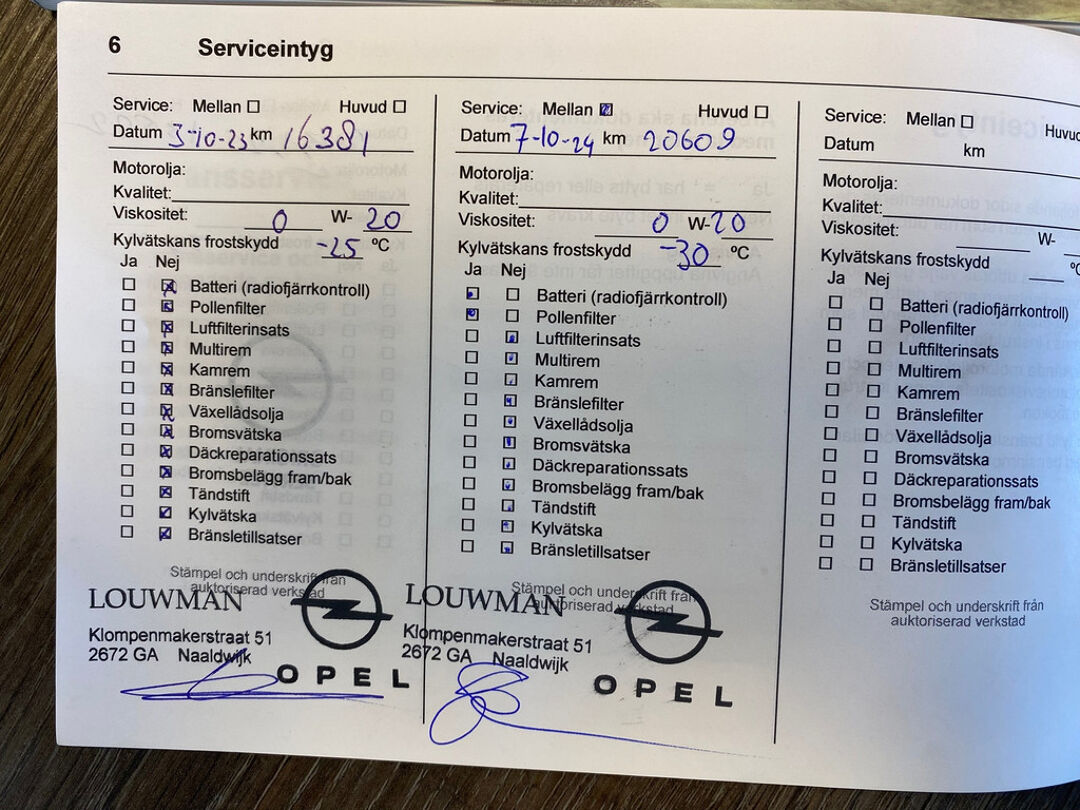 6 Serviceintyg
Service: Mellan ☐ Huvud ☐
Datum 3-10-23 km 16381
Motorolja:
Kvalitet:
Viskositet: 0 W-20
Kylvätskans frostskydd -25 °C
Ja Nej
☐ ☒ Batteri (radiofjärrkontroll)
☐ ☒ Pollenfilter
☐ ☒ Luftfilterinsats
☐ ☒ Multirem
☐ ☒ Kamrem
☐ ☒ Bränslefilter
☐ ☒ Växellådsolja
☐ ☒ Bromsvätska
☐ ☒ Däckreparationssats
☐ ☒ Bromsbelägg fram/bak
☐ ☒ Tändstift
☐ ☒ Kylvätska
☐ ☒ Bränsletillsatser
Stämpel och underskrift från
auktoriserad verkstad
LOUWMAN
Klompenmakerstraat 51
2672 GA Naaldwijk
OPEL
Service: Mellan ☒ Huvud ☐
Datum 7-10-24 km 20609
Motorolja:
Kvalitet:
Viskositet: 0 W-20
Kylvätskans frostskydd -30 °C
Ja Nej
☒ ☐ Batteri (radiofjärrkontroll)
☒ ☐ Pollenfilter
☐ ☒ Luftfilterinsats
☐ ☒ Multirem
☐ ☒ Kamrem
☐ ☒ Bränslefilter
☐ ☒ Växellådsolja
☐ ☒ Bromsvätska
☐ ☒ Däckreparationssats
☐ ☒ Bromsbelägg fram/bak
☐ ☒ Tändstift
☐ ☒ Kylvätska
☐ ☒ Bränsletillsatser
Stämpel och underskrift från
auktoriserad verkstad
LOUWMAN
Klompenmakerstraat 51
2672 GA Naaldwijk
OPEL
Service: Mellan ☐ Huvud
Datum km
Motorolja:
Kvalitet:
Viskositet: W-
Kylvätskans frostskydd °C
Ja Nej
☐ ☐ Batteri (radiofjärrkontroll)
☐ ☐ Pollenfilter
☐ ☐ Luftfilterinsats
☐ ☐ Multirem
☐ ☐ Kamrem
☐ ☐ Bränslefilter
☐ ☐ Växellådsolja
☐ ☐ Bromsvätska
☐ ☐ Däckreparationssats
☐ ☐ Bromsbelägg fram/bak
☐ ☐ Tändstift
☐ ☐ Kylvätska
☐ ☐ Bränsletillsatser
Stämpel och underskrift från
auktoriserad verkstad